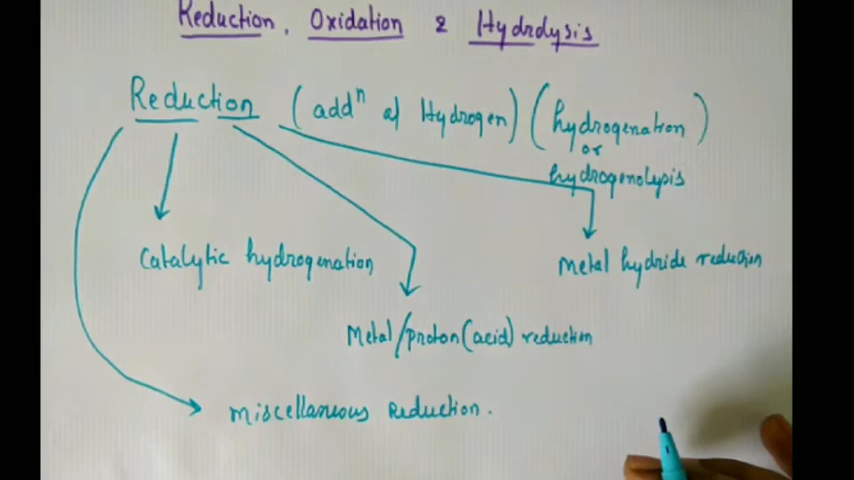 Reduction, Oxidation & Hydrolysis
Reduction (addⁿ of Hydrogen) (hydrogenation
or
hydrogenolysis)
Catalytic hydrogenation
Metal hydride reduction
Metal/proton(acid) reduction
Miscellaneous Reduction.